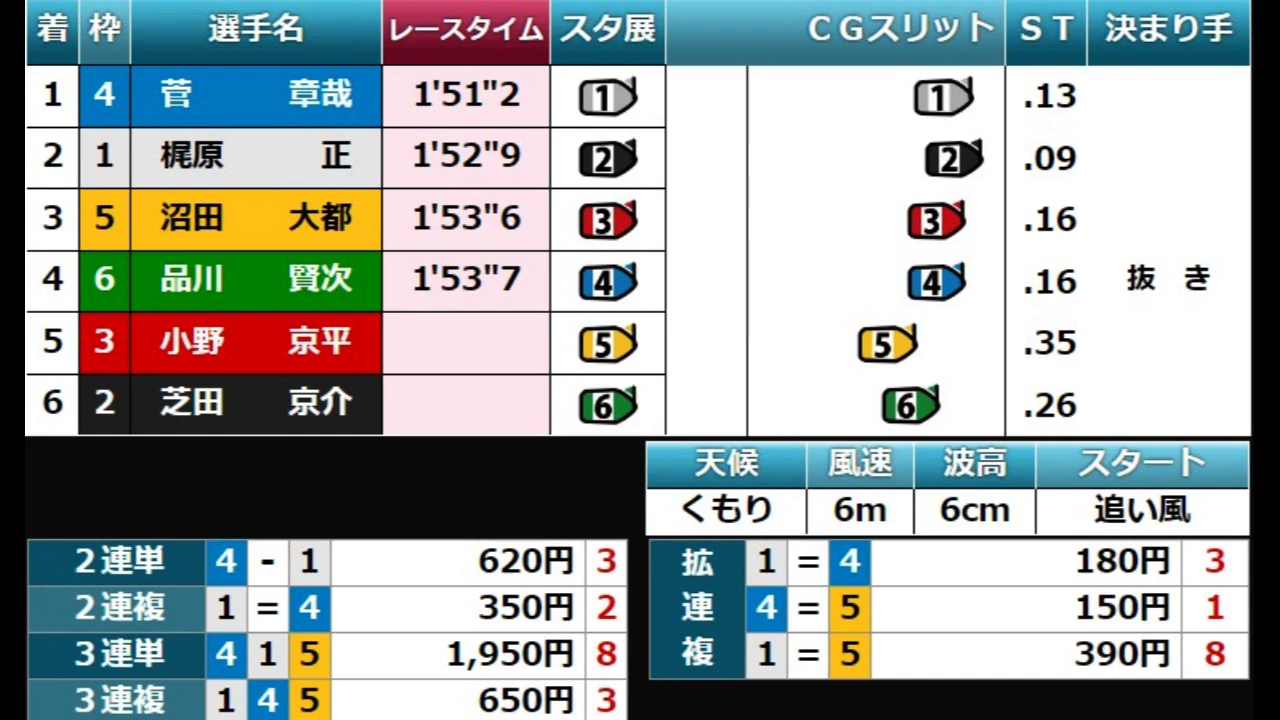 着 枠 選手名 レースタイム スタ展 CGスリット ST 決まり手
1 4 菅 章哉 1'51"2 1 1 .13
2 1 梶原 正 1'52"9 2 2 .09
3 5 沼田 大都 1'53"6 3 3 .16
4 6 品川 賢次 1'53"7 4 4 .16 抜 き
5 3 小野 京平 5 5 .35
6 2 芝田 京介 6 6 .26
天候 風速 波高 スタート
くもり 6m 6cm 追い風
2連単 4 - 1 620円 3
2連複 1 = 4 350円 2
3連単 4 1 5 1,950円 8
3連複 1 4 5 650円 3
拡 1 = 4 180円 3
連 4 = 5 150円 1
複 1 = 5 390円 8